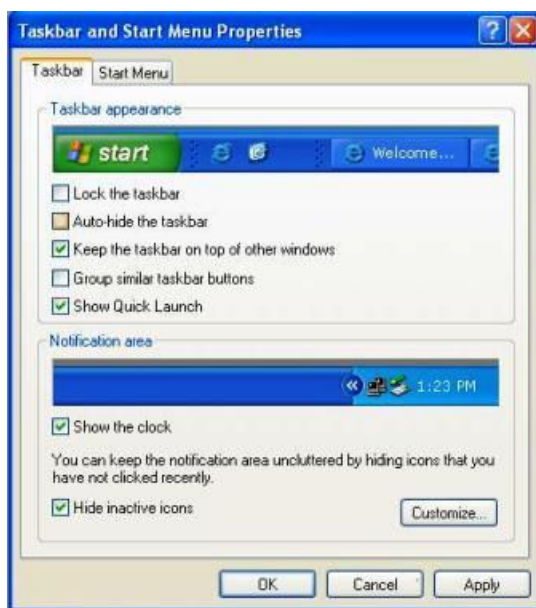 Taskbar and Start Menu Properties
Taskbar Start Menu
Taskbar appearance
start Welcome...
Lock the taskbar
Auto-hide the taskbar
Keep the taskbar on top of other windows
Group similar taskbar buttons
Show Quick Launch
Notification area
1:23 PM
Show the clock
You can keep the notification area uncluttered by hiding icons that you
have not clicked recently.
Hide inactive icons Customize...
OK Cancel Apply